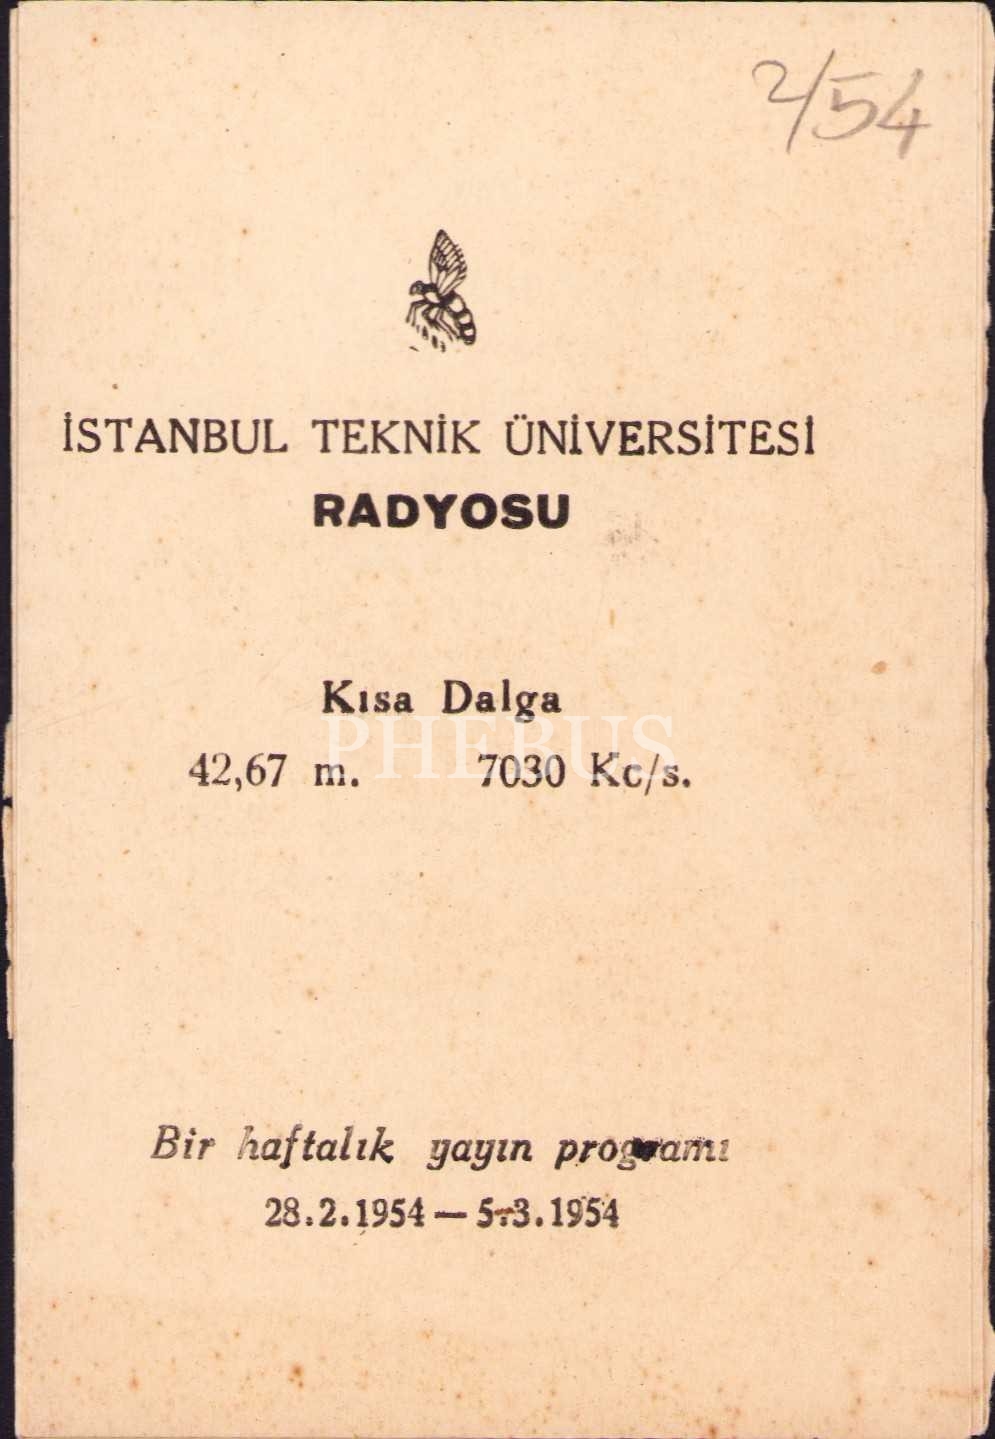 2/54
İSTANBUL TEKNİK ÜNİVERSİTESİ
RADYOSU
Kısa Dalga
PHEBUS
42,67 m. 7030 Kc/s.
Bir haftalık yayın programı
28.2.1954 — 5.3.1954